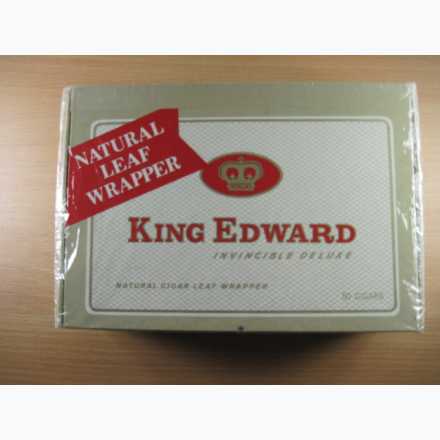 NATURAL
LEAF
WRAPPER
KING EDWARD
INVINCIBLE DELUXE
NATURAL CIGAR LEAF WRAPPER
50 CIGARS